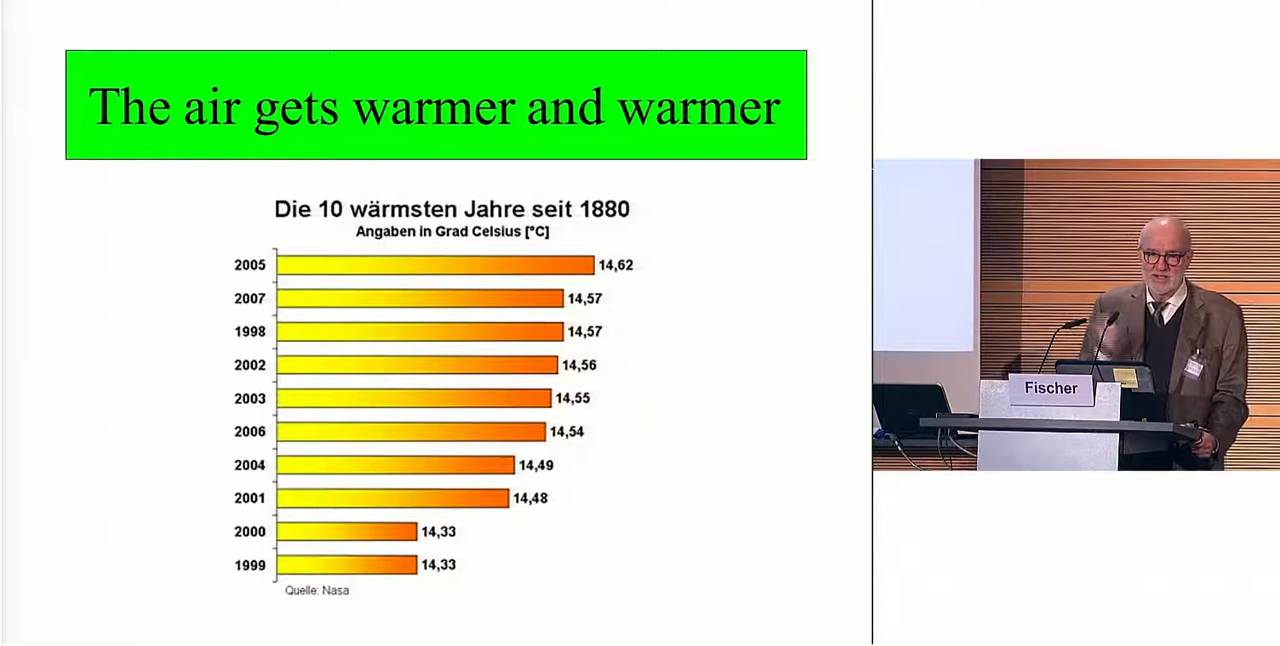 The air gets warmer and warmer
Die 10 wärmsten Jahre seit 1880
Angaben in Grad Celsius [°C]
2005 14,62
2007 14,57
1998 14,57
2002 14,56
2003 14,55
2006 14,54
2004 14,49
2001 14,48
2000 14,33
1999 14,33
Quelle: Nasa
Fischer